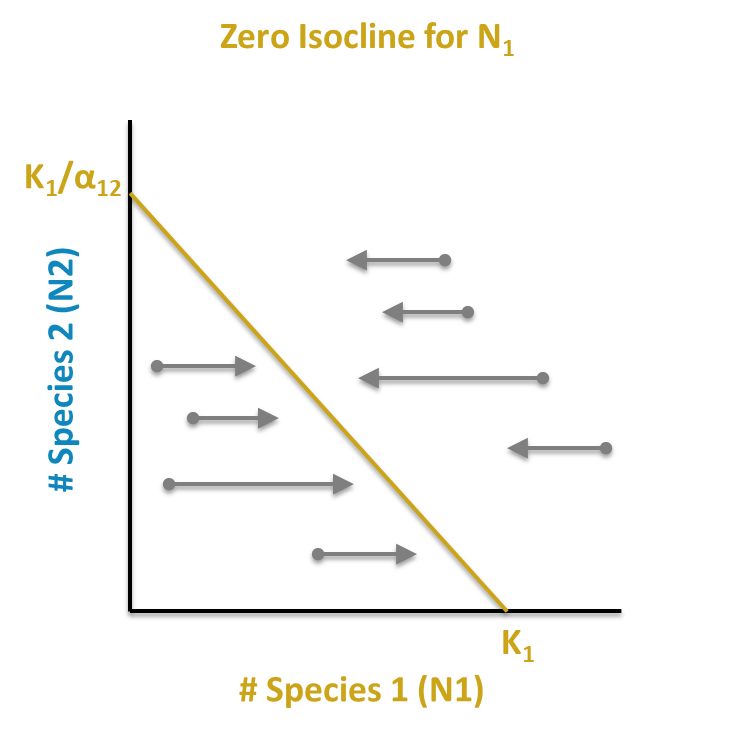 Zero Isocline for N₁
K₁/α₁₂
# Species 2 (N2)
K₁
# Species 1 (N1)